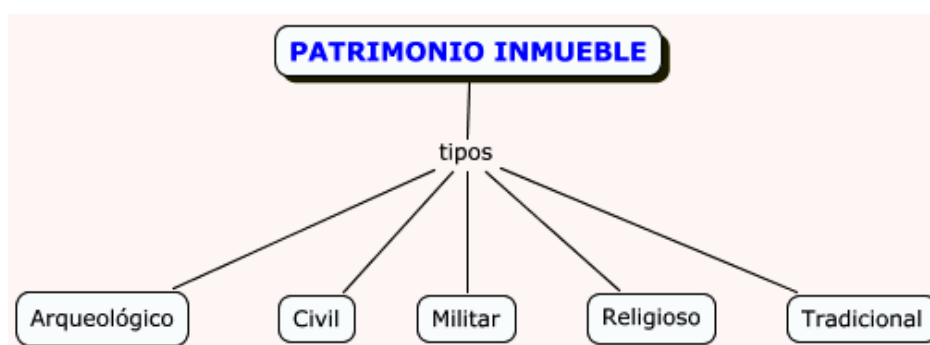 PATRIMONIO INMUEBLE
tipos
Arqueológico
Civil
Militar
Religioso
Tradicional